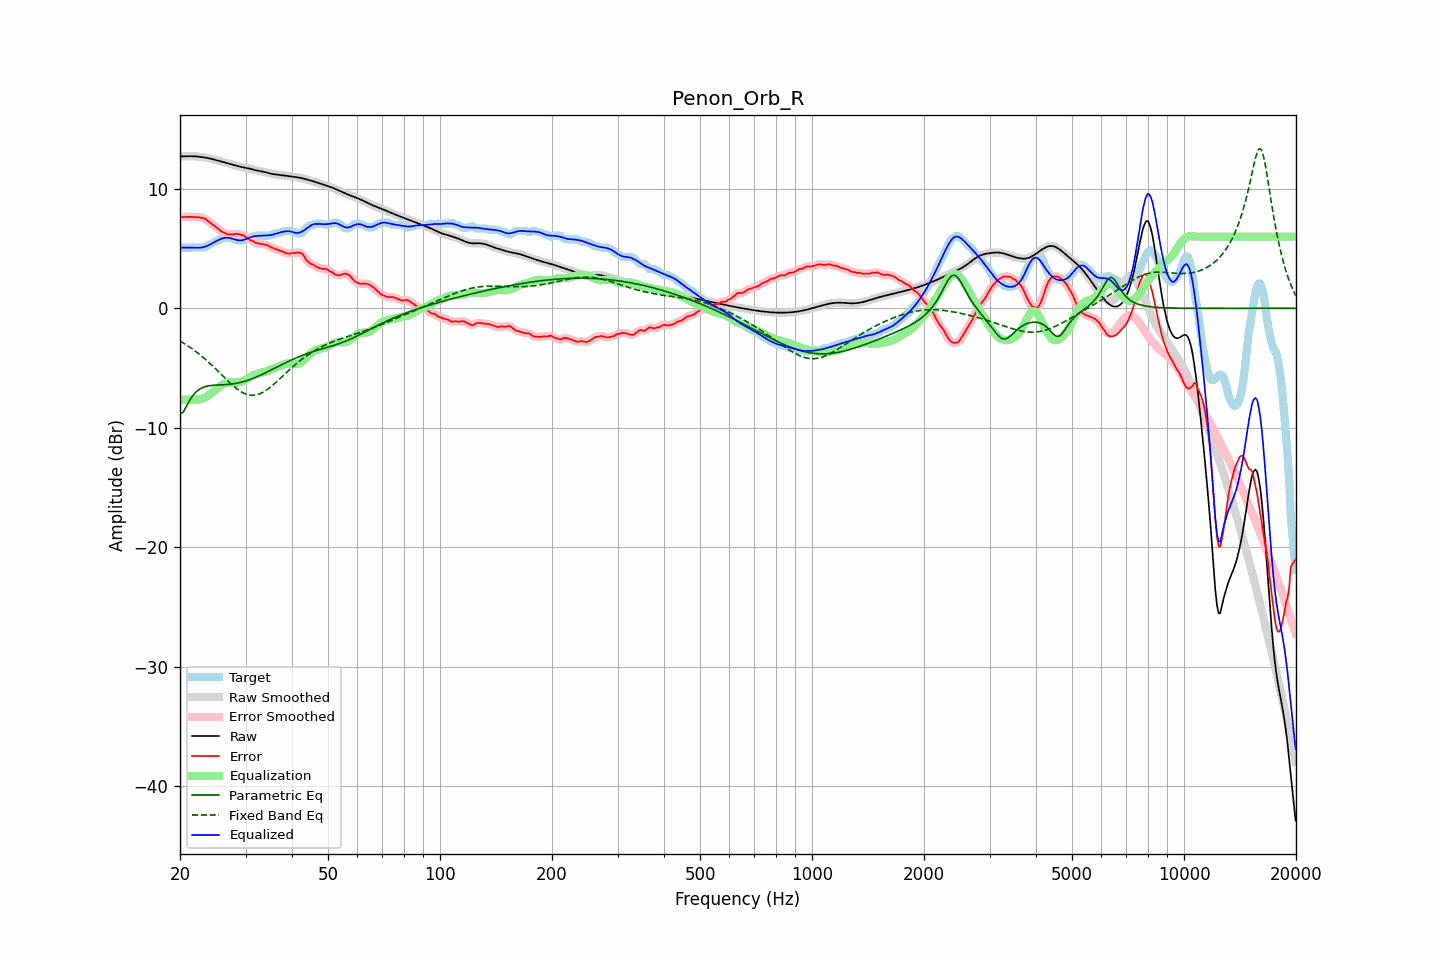 Penon_Orb_R
Amplitude (dBr)
10
0
−10
−20
−30
−40
Target
Raw Smoothed
Error Smoothed
Raw
Error
Equalization
Parametric Eq
Fixed Band Eq
Equalized
20 50 100 200 500 1000 2000 5000 10000 20000
Frequency (Hz)